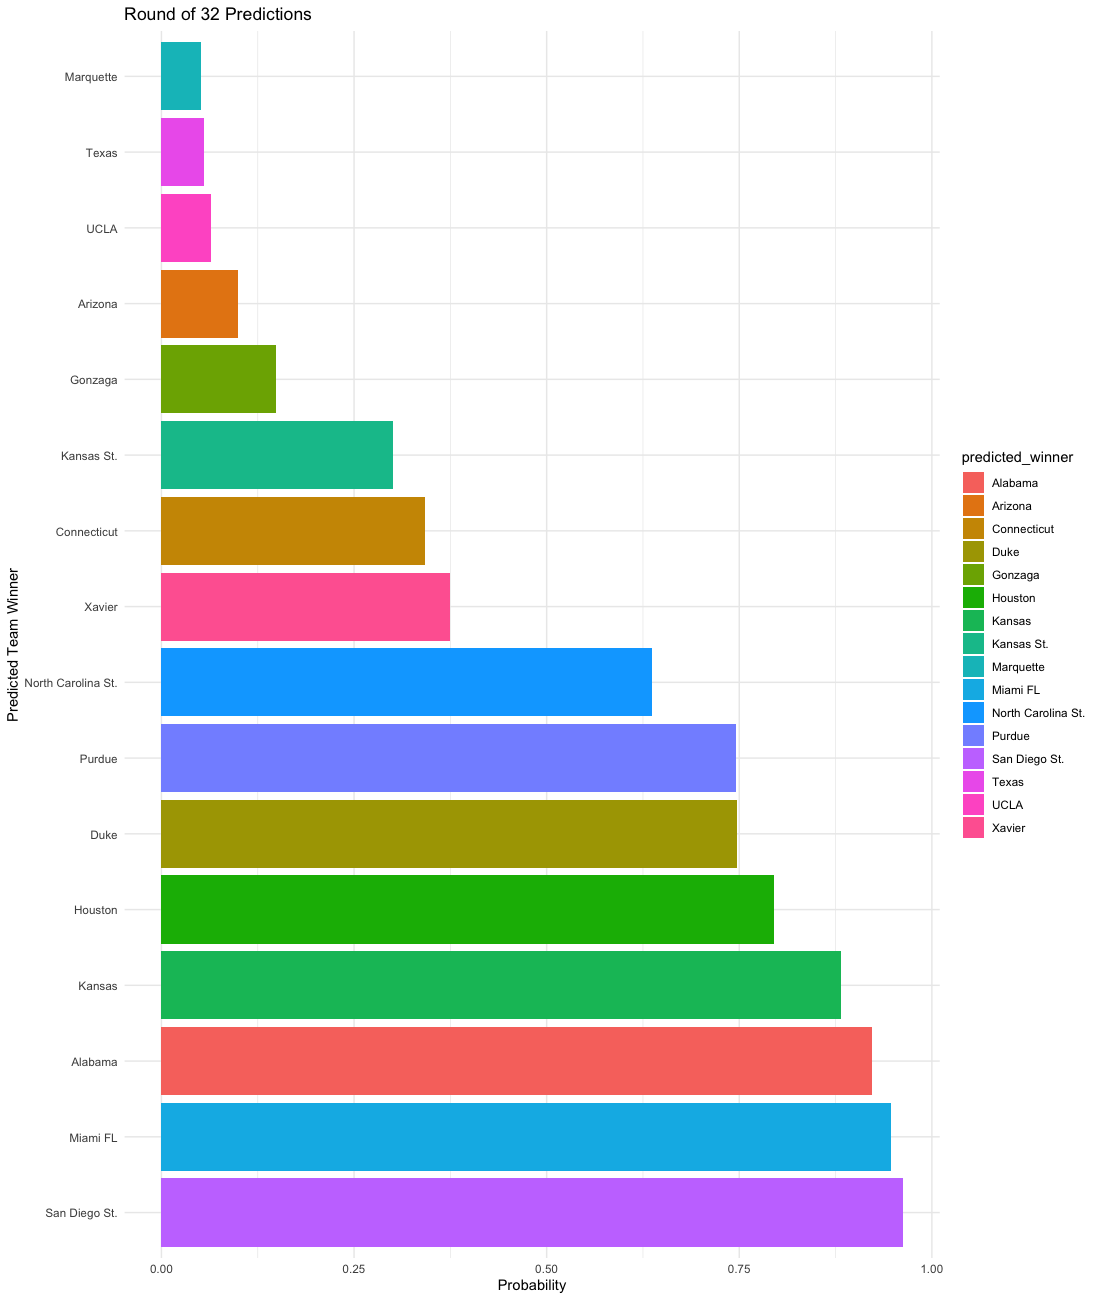 Round of 32 Predictions
Marquette
Texas
UCLA
Arizona
Gonzaga
Kansas St.
Connecticut
Xavier
North Carolina St.
Purdue
Duke
Houston
Kansas
Alabama
Miami FL
San Diego St.
Predicted Team Winner
0.00 0.25 0.50 0.75 1.00
Probability
predicted_winner
Alabama
Arizona
Connecticut
Duke
Gonzaga
Houston
Kansas
Kansas St.
Marquette
Miami FL
North Carolina St.
Purdue
San Diego St.
Texas
UCLA
Xavier